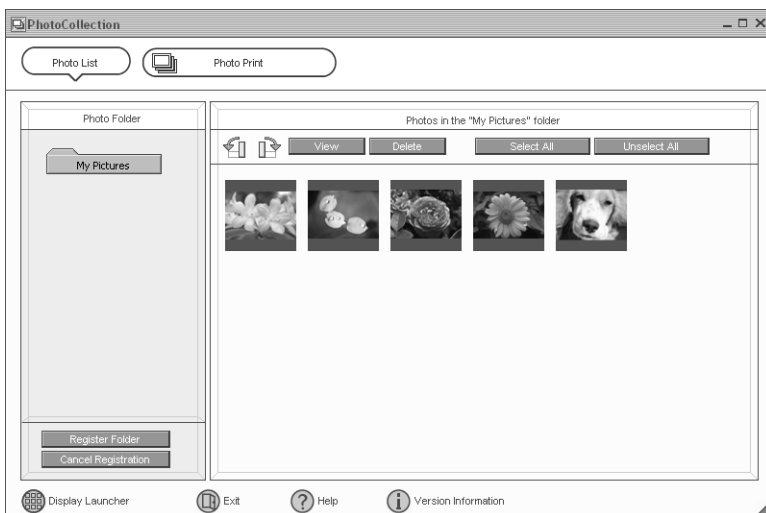 PhotoCollection
Photo List
Photo Print
Photo Folder
My Pictures
Register Folder
Cancel Registration
Photos in the "My Pictures" folder
View Delete Select All Unselect All
Display Launcher Exit Help Version Information